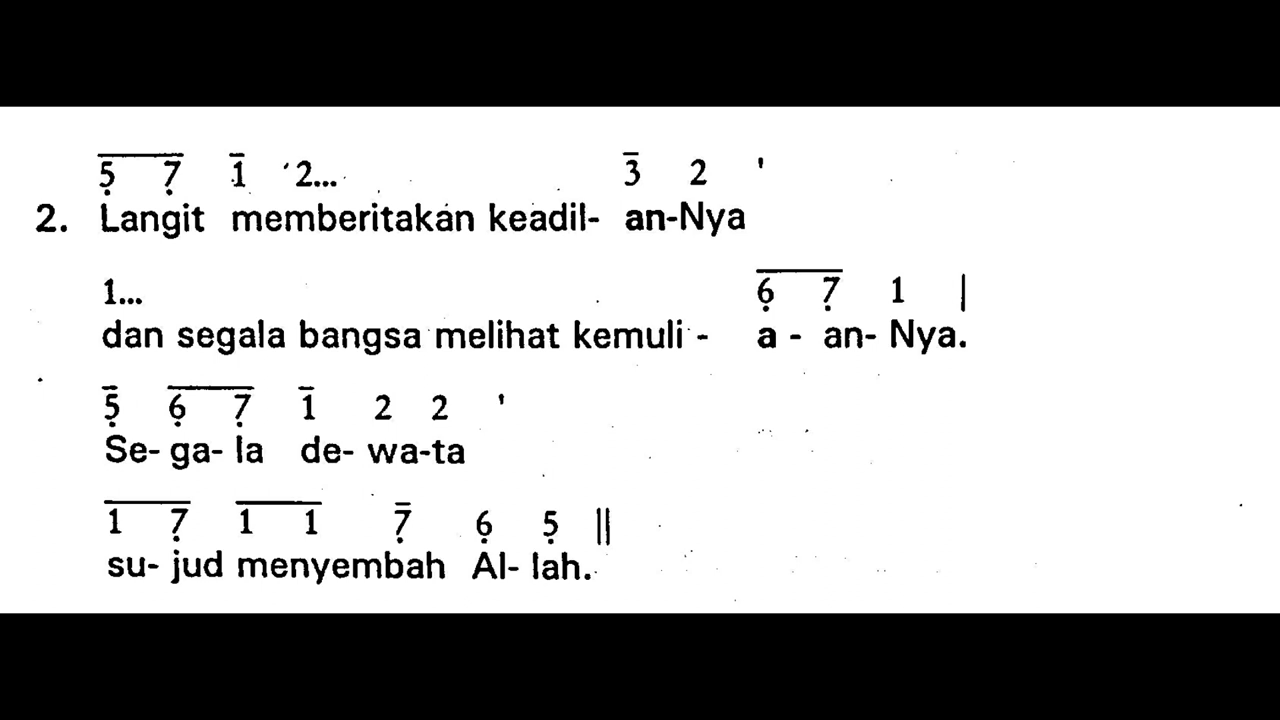 5̣ 7̣ 1 2... 3 2 '
2. Langit memberitakan keadil- an-Nya
1... 6̣ 7̣ 1 |
dan segala bangsa melihat kemuli - a - an- Nya.
5̣ 6̣ 7̣ 1 2 2 '
Se- ga- la de- wa-ta
1 7̣ 1 1 7̣ 6̣ 5̣ ||
su- jud menyembah Al- lah.